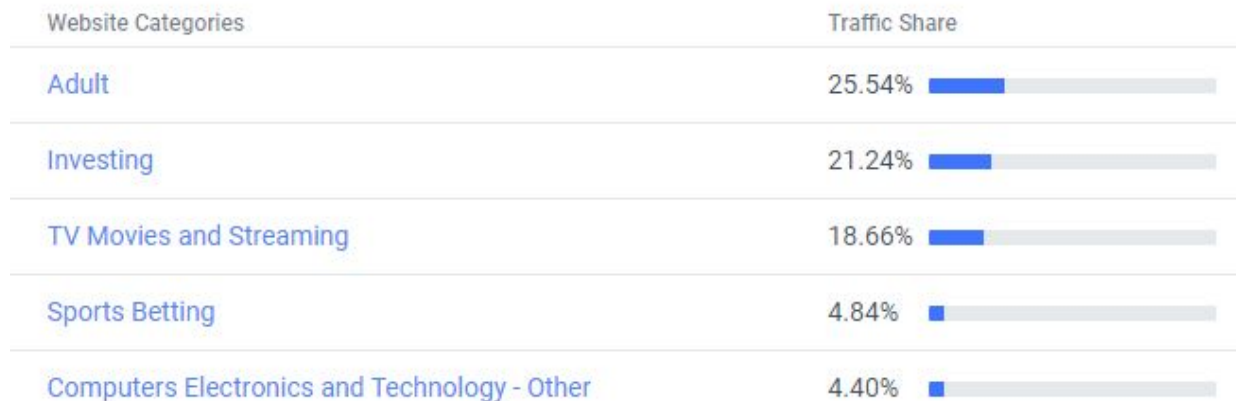 Website Categories Traffic Share
Adult 25.54%
Investing 21.24%
TV Movies and Streaming 18.66%
Sports Betting 4.84%
Computers Electronics and Technology - Other 4.40%